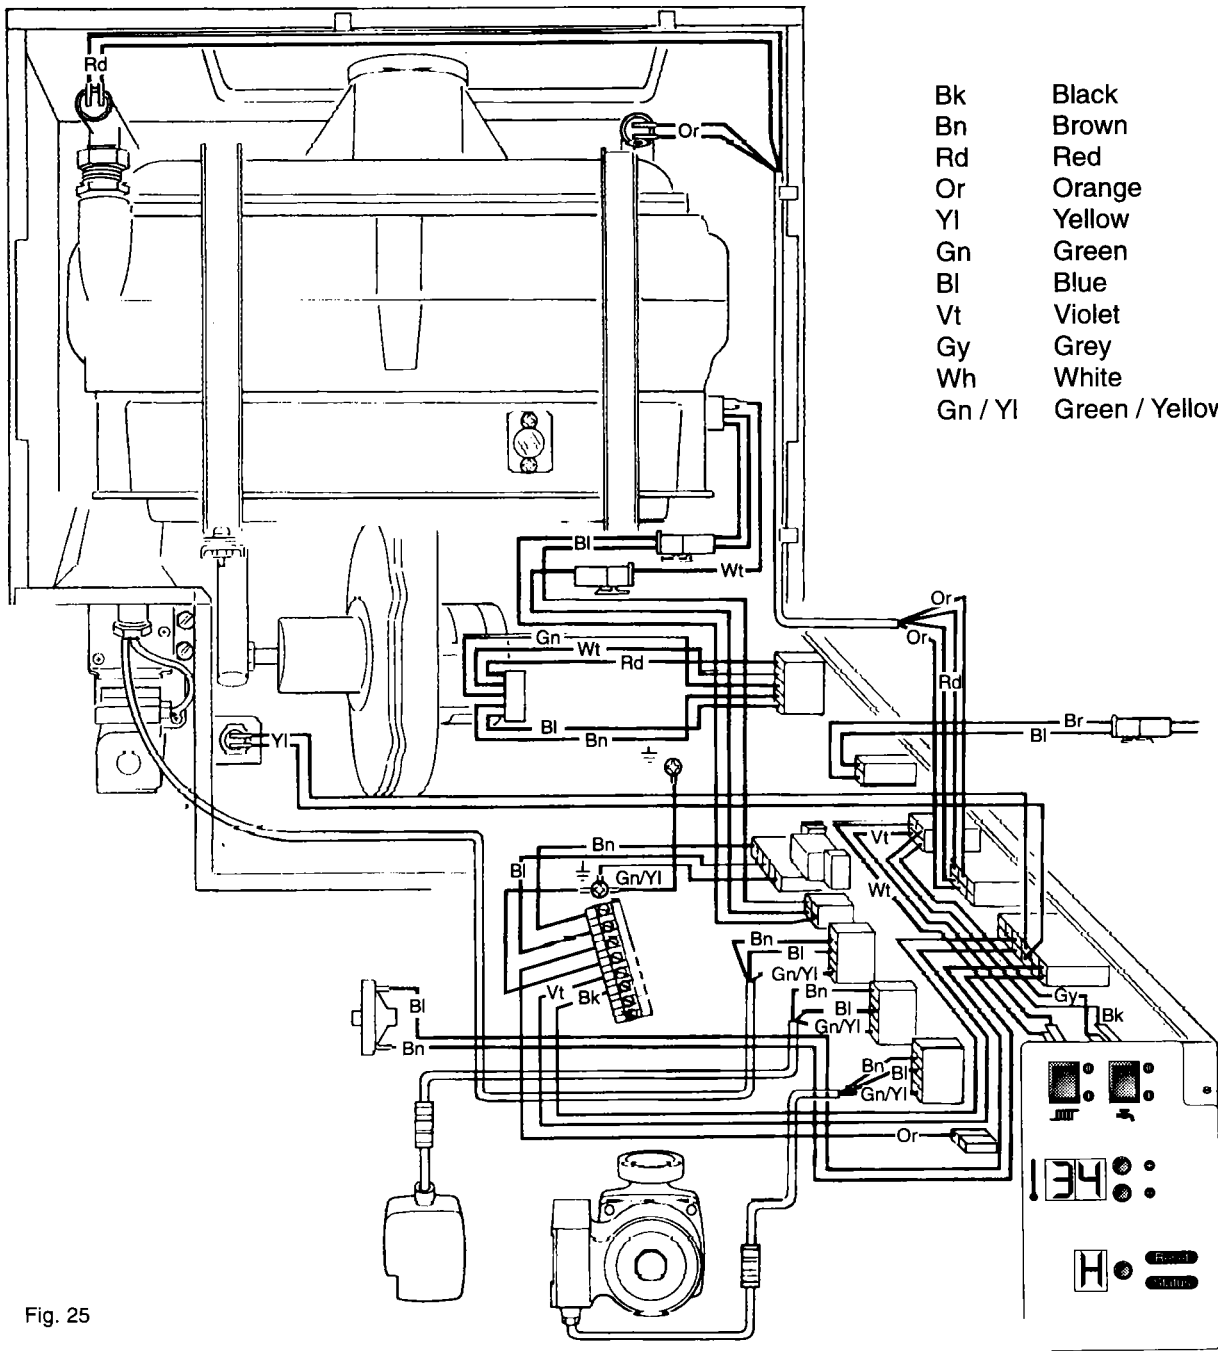 Rd
Or
Bk Black
Bn Brown
Rd Red
Or Orange
Yl Yellow
Gn Green
Bl Blue
Vt Violet
Gy Grey
Wh White
Gn / Yl Green / Yellow
Bl
Wt
Or
Or
Gn
Wt
Rd
Rd
Bl
Bn
Br
Bl
Yl
Bn
Vt
Bl
Gn/Yl
Wt
Bn
Bl
Gn/Yl
Vt
Bk
Bn
Bl
Gn/Yl
Gy
Bk
Bl
Bn
Bn
Bl
Gn/Yl
Or
34
H
Reset
Status
Fig. 25